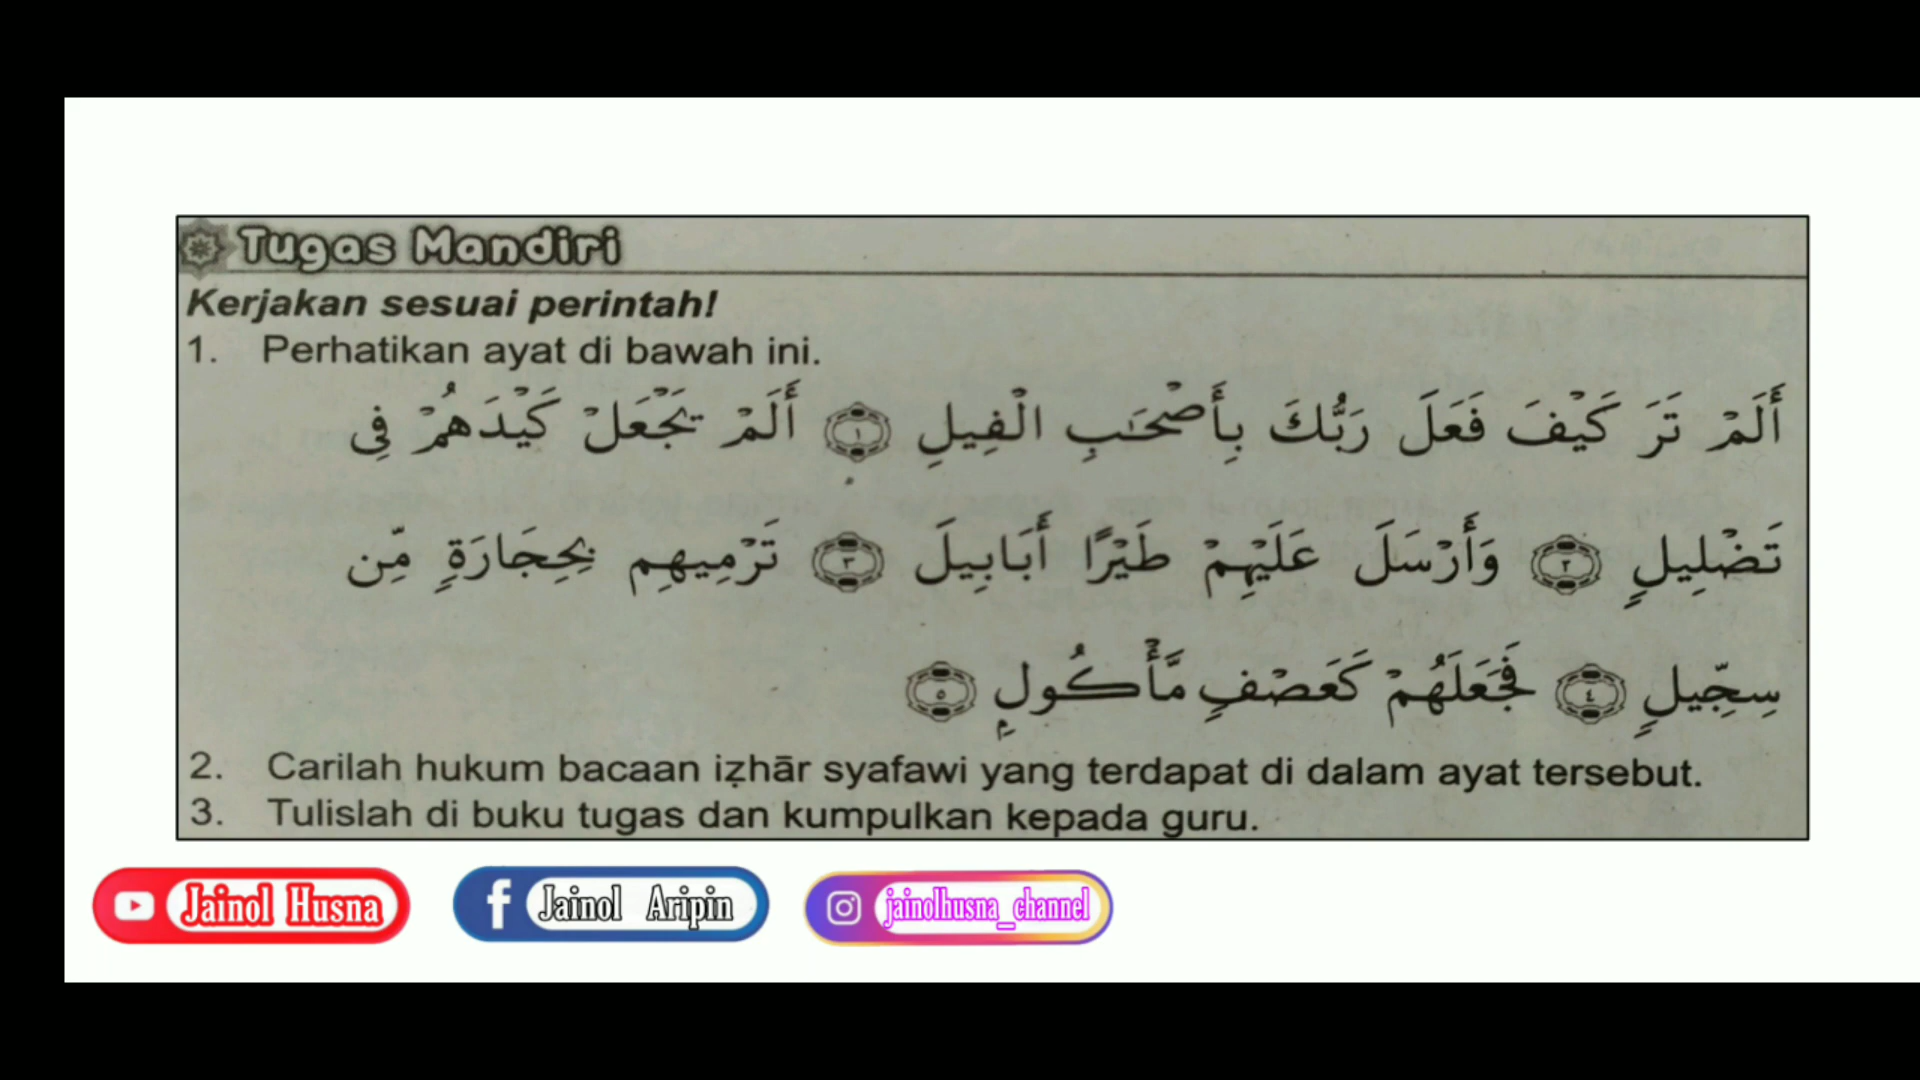 Tugas Mandiri
Kerjakan sesuai perintah!
1. Perhatikan ayat di bawah ini.
أَلَمْ تَرَ كَيْفَ فَعَلَ رَبُّكَ بِأَصْحَٰبِ الْفِيلِ ١ أَلَمْ يَجْعَلْ كَيْدَهُمْ فِى
تَضْلِيلٍ ٢ وَأَرْسَلَ عَلَيْهِمْ طَيْرًا أَبَابِيلَ ٣ تَرْمِيهِم بِحِجَارَةٍ مِّن
سِجِّيلٍ ٤ فَجَعَلَهُمْ كَعَصْفٍ مَّأْكُولٍۭ ٥
2. Carilah hukum bacaan iẓhār syafawi yang terdapat di dalam ayat tersebut.
3. Tulislah di buku tugas dan kumpulkan kepada guru.
Jainol Husna
Jainol Aripin
jainolhusna_channel